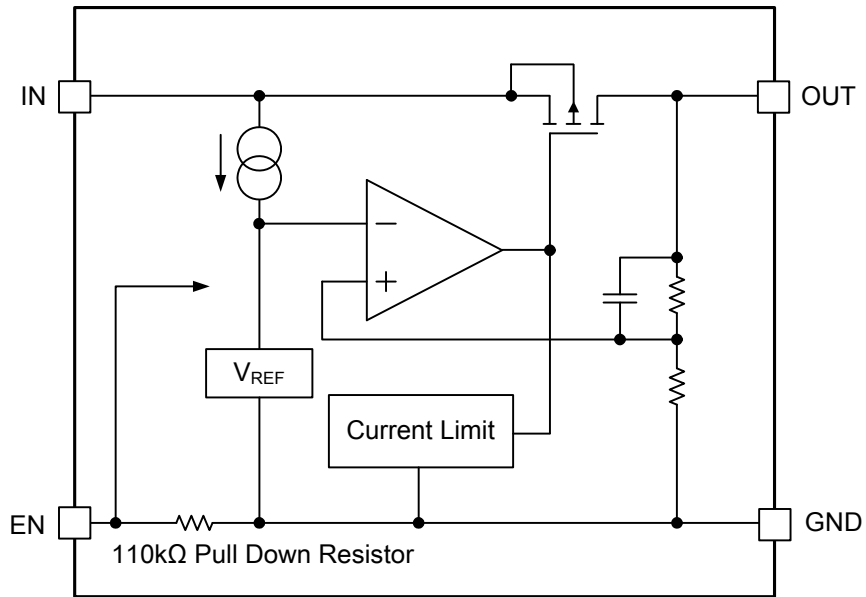 IN
OUT
−
+
V_REF
Current Limit
EN
GND
110kΩ Pull Down Resistor